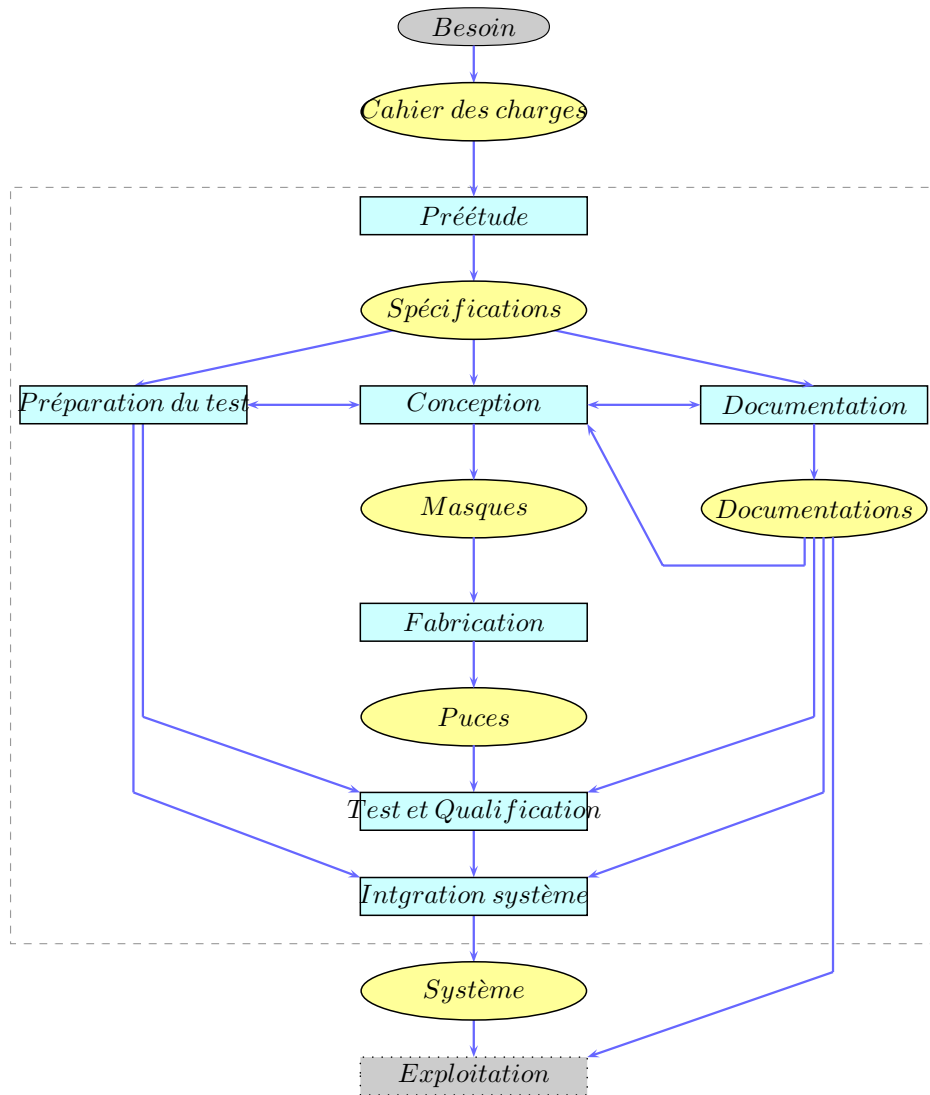 Besoin
Cahier des charges
Préétude
Spécifications
Préparation du test
Conception
Documentation
Masques
Documentations
Fabrication
Puces
Test et Qualification
Intgration système
Système
Exploitation